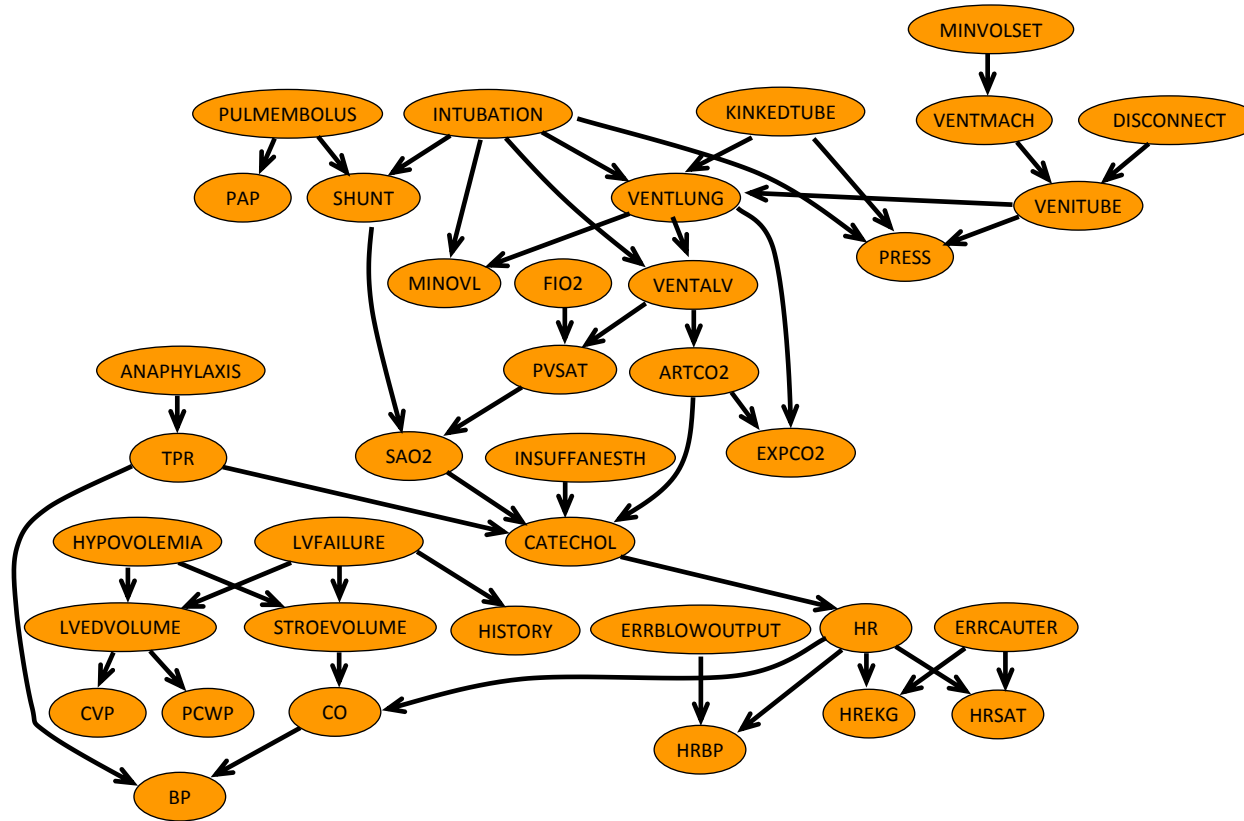 MINVOLSET
PULMEMBOLUS
INTUBATION
KINKEDTUBE
VENTMACH
DISCONNECT
PAP
SHUNT
VENTLUNG
VENITUBE
PRESS
MINOVL
FIO2
VENTALV
ANAPHYLAXIS
PVSAT
ARTCO2
TPR
SAO2
INSUFFANESTH
EXPCO2
HYPOVOLEMIA
LVFAILURE
CATECHOL
LVEDVOLUME
STROEVOLUME
HISTORY
ERRBLOWOUTPUT
HR
ERRCAUTER
CVP
PCWP
CO
HREKG
HRSAT
HRBP
BP